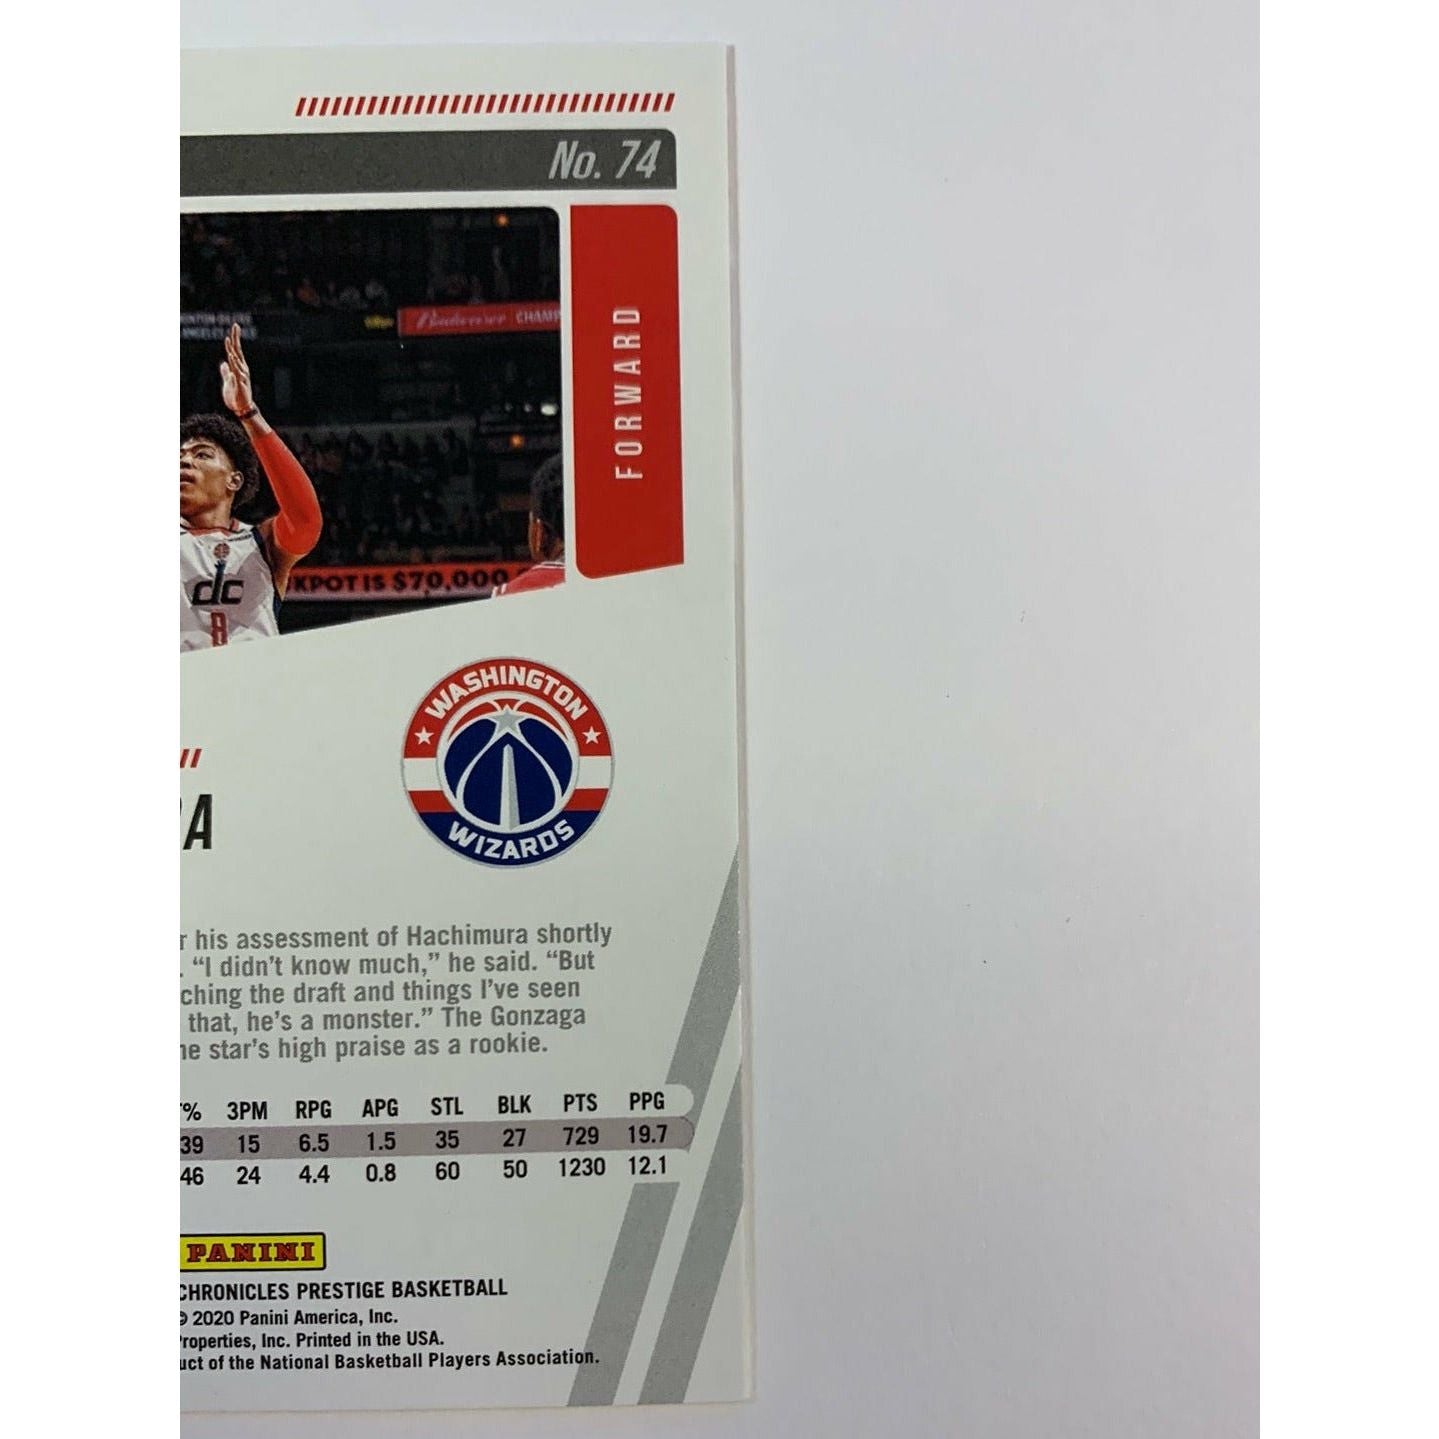 No. 74
FORWARD
Budweiser CHAM
KPOT IS $70,000
dc
8
WASHINGTON
WIZARDS
RA
r his assessment of Hachimura shortly
. “I didn’t know much,” he said. “But
ching the draft and things I’ve seen
that, he’s a monster.” The Gonzaga
ne star’s high praise as a rookie.
T% 3PM RPG APG STL BLK PTS PPG
39 15 6.5 1.5 35 27 729 19.7
46 24 4.4 0.8 60 50 1230 12.1
PANINI
CHRONICLES PRESTIGE BASKETBALL
© 2020 Panini America, Inc.
Properties, Inc. Printed in the USA.
uct of the National Basketball Players Association.